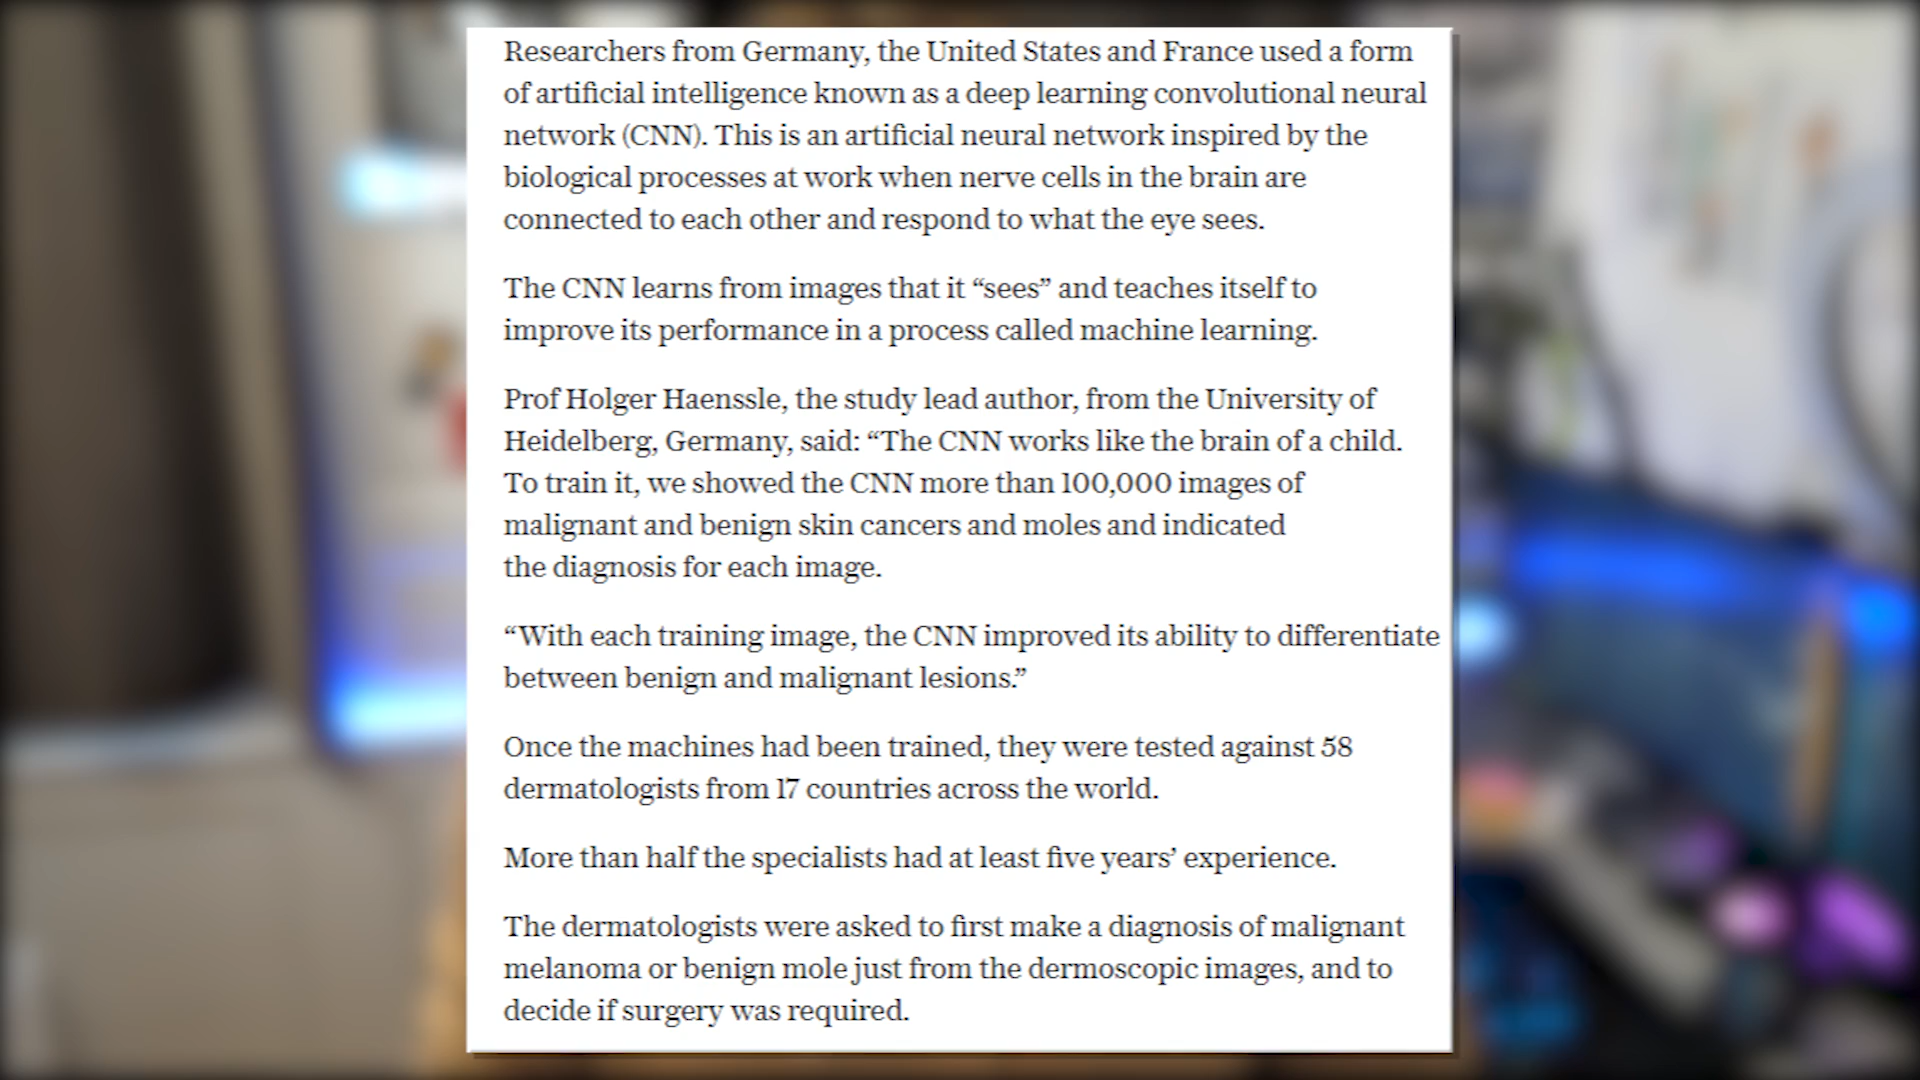 Researchers from Germany, the United States and France used a form
of artificial intelligence known as a deep learning convolutional neural
network (CNN). This is an artificial neural network inspired by the
biological processes at work when nerve cells in the brain are
connected to each other and respond to what the eye sees.
The CNN learns from images that it “sees” and teaches itself to
improve its performance in a process called machine learning.
Prof Holger Haenssle, the study lead author, from the University of
Heidelberg, Germany, said: “The CNN works like the brain of a child.
To train it, we showed the CNN more than 100,000 images of
malignant and benign skin cancers and moles and indicated
the diagnosis for each image.
“With each training image, the CNN improved its ability to differentiate
between benign and malignant lesions.”
Once the machines had been trained, they were tested against 58
dermatologists from 17 countries across the world.
More than half the specialists had at least five years’ experience.
The dermatologists were asked to first make a diagnosis of malignant
melanoma or benign mole just from the dermoscopic images, and to
decide if surgery was required.